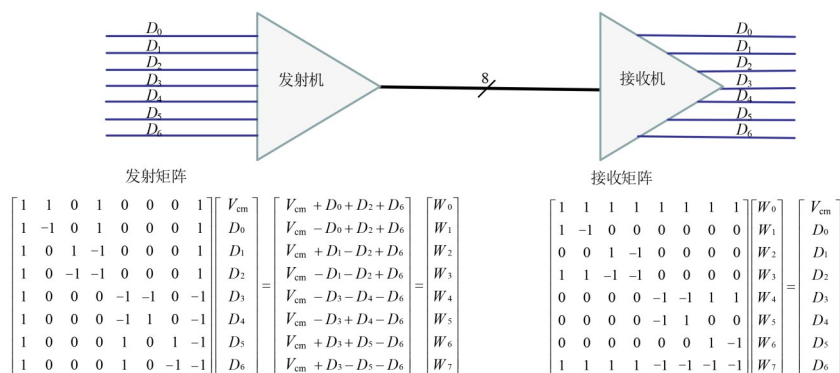 D0 D0
D1 D1
D2 D2
D3 D3
D4 D4
D5 D5
D6 D6
发射机 8 接收机
发射矩阵 接收矩阵
1 1 0 1 0 0 0 1 Vcm Vcm + D0 + D2 + D6 W0 1 1 1 1 1 1 1 1 W0 Vcm
1 -1 0 1 0 0 0 1 D0 Vcm − D0 + D2 + D6 W1 1 -1 0 0 0 0 0 0 W1 D0
1 0 1 -1 0 0 0 1 D1 Vcm + D1 − D2 + D6 W2 0 0 1 -1 0 0 0 0 W2 D1
1 0 -1 -1 0 0 0 1 D2 = Vcm − D1 − D2 + D6 = W3 1 1 -1 -1 0 0 0 0 W3 = D2
1 0 0 0 -1 -1 0 -1 D3 Vcm − D3 − D4 − D6 W4 0 0 0 0 -1 -1 1 1 W4 D3
1 0 0 0 -1 1 0 -1 D4 Vcm − D3 + D4 − D6 W5 0 0 0 0 -1 1 0 0 W5 D4
1 0 0 0 1 0 1 -1 D5 Vcm + D3 + D5 − D6 W6 0 0 0 0 0 0 1 -1 W6 D5
1 0 0 0 1 0 -1 -1 D6 Vcm + D3 − D5 − D6 W7 1 1 1 1 -1 -1 -1 -1 W7 D6